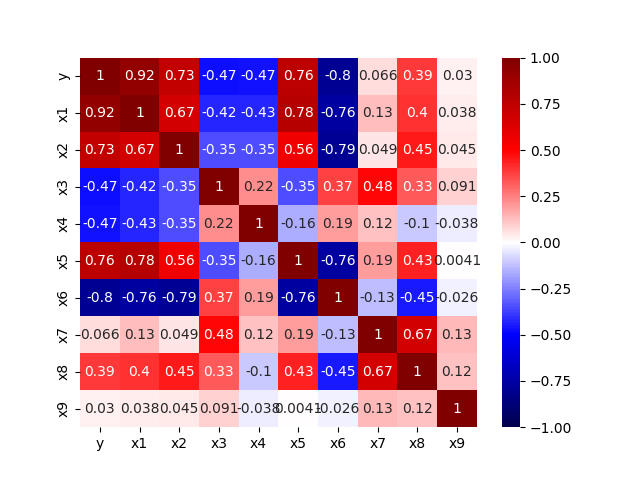 y 1 0.92 0.73 -0.47 -0.47 0.76 -0.8 0.066 0.39 0.03
x1 0.92 1 0.67 -0.42 -0.43 0.78 -0.76 0.13 0.4 0.038
x2 0.73 0.67 1 -0.35 -0.35 0.56 -0.79 0.049 0.45 0.045
x3 -0.47 -0.42 -0.35 1 0.22 -0.35 0.37 0.48 0.33 0.091
x4 -0.47 -0.43 -0.35 0.22 1 -0.16 0.19 0.12 -0.1 -0.038
x5 0.76 0.78 0.56 -0.35 -0.16 1 -0.76 0.19 0.43 0.0041
x6 -0.8 -0.76 -0.79 0.37 0.19 -0.76 1 -0.13 -0.45 -0.026
x7 0.066 0.13 0.049 0.48 0.12 0.19 -0.13 1 0.67 0.13
x8 0.39 0.4 0.45 0.33 -0.1 0.43 -0.45 0.67 1 0.12
x9 0.03 0.038 0.045 0.091 -0.038 0.0041 -0.026 0.13 0.12 1
y x1 x2 x3 x4 x5 x6 x7 x8 x9
1.00
0.75
0.50
0.25
0.00
−0.25
−0.50
−0.75
−1.00